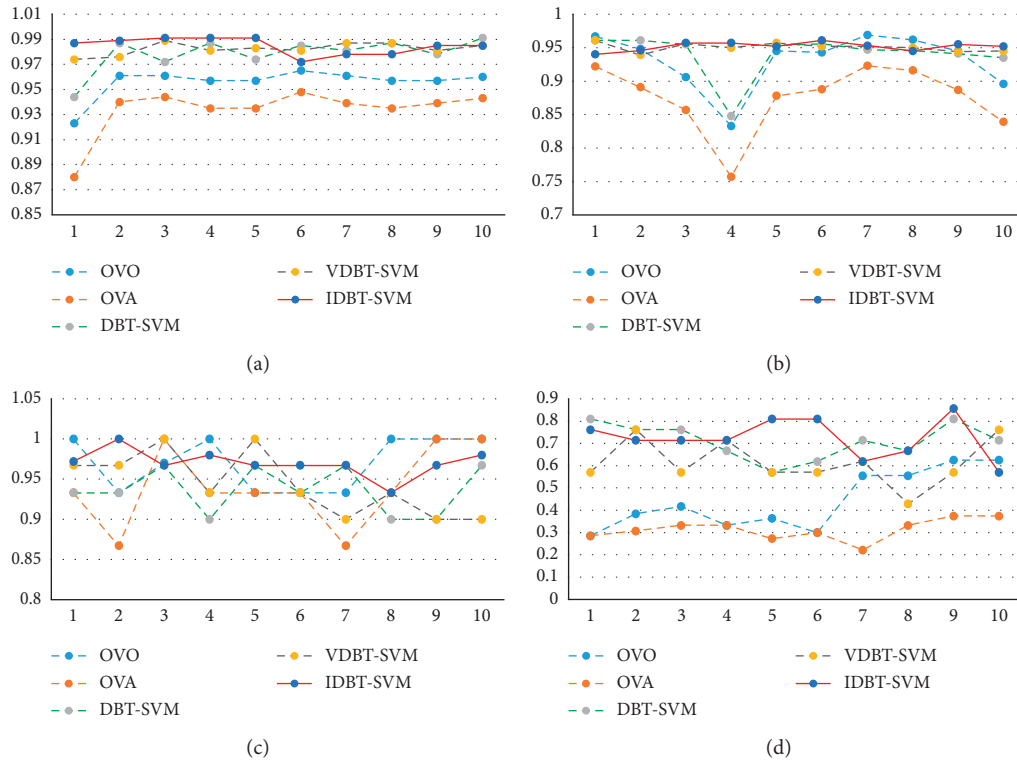 1.01
0.99
0.97
0.95
0.93
0.91
0.89
0.87
0.85
1 2 3 4 5 6 7 8 9 10
OVO
OVA
DBT-SVM
VDBT-SVM
IDBT-SVM
(a)
1
0.95
0.9
0.85
0.8
0.75
0.7
1 2 3 4 5 6 7 8 9 10
OVO
OVA
DBT-SVM
VDBT-SVM
IDBT-SVM
(b)
1.05
1
0.95
0.9
0.85
0.8
1 2 3 4 5 6 7 8 9 10
OVO
OVA
DBT-SVM
VDBT-SVM
IDBT-SVM
(c)
0.9
0.8
0.7
0.6
0.5
0.4
0.3
0.2
0.1
0
1 2 3 4 5 6 7 8 9 10
OVO
OVA
DBT-SVM
VDBT-SVM
IDBT-SVM
(d)